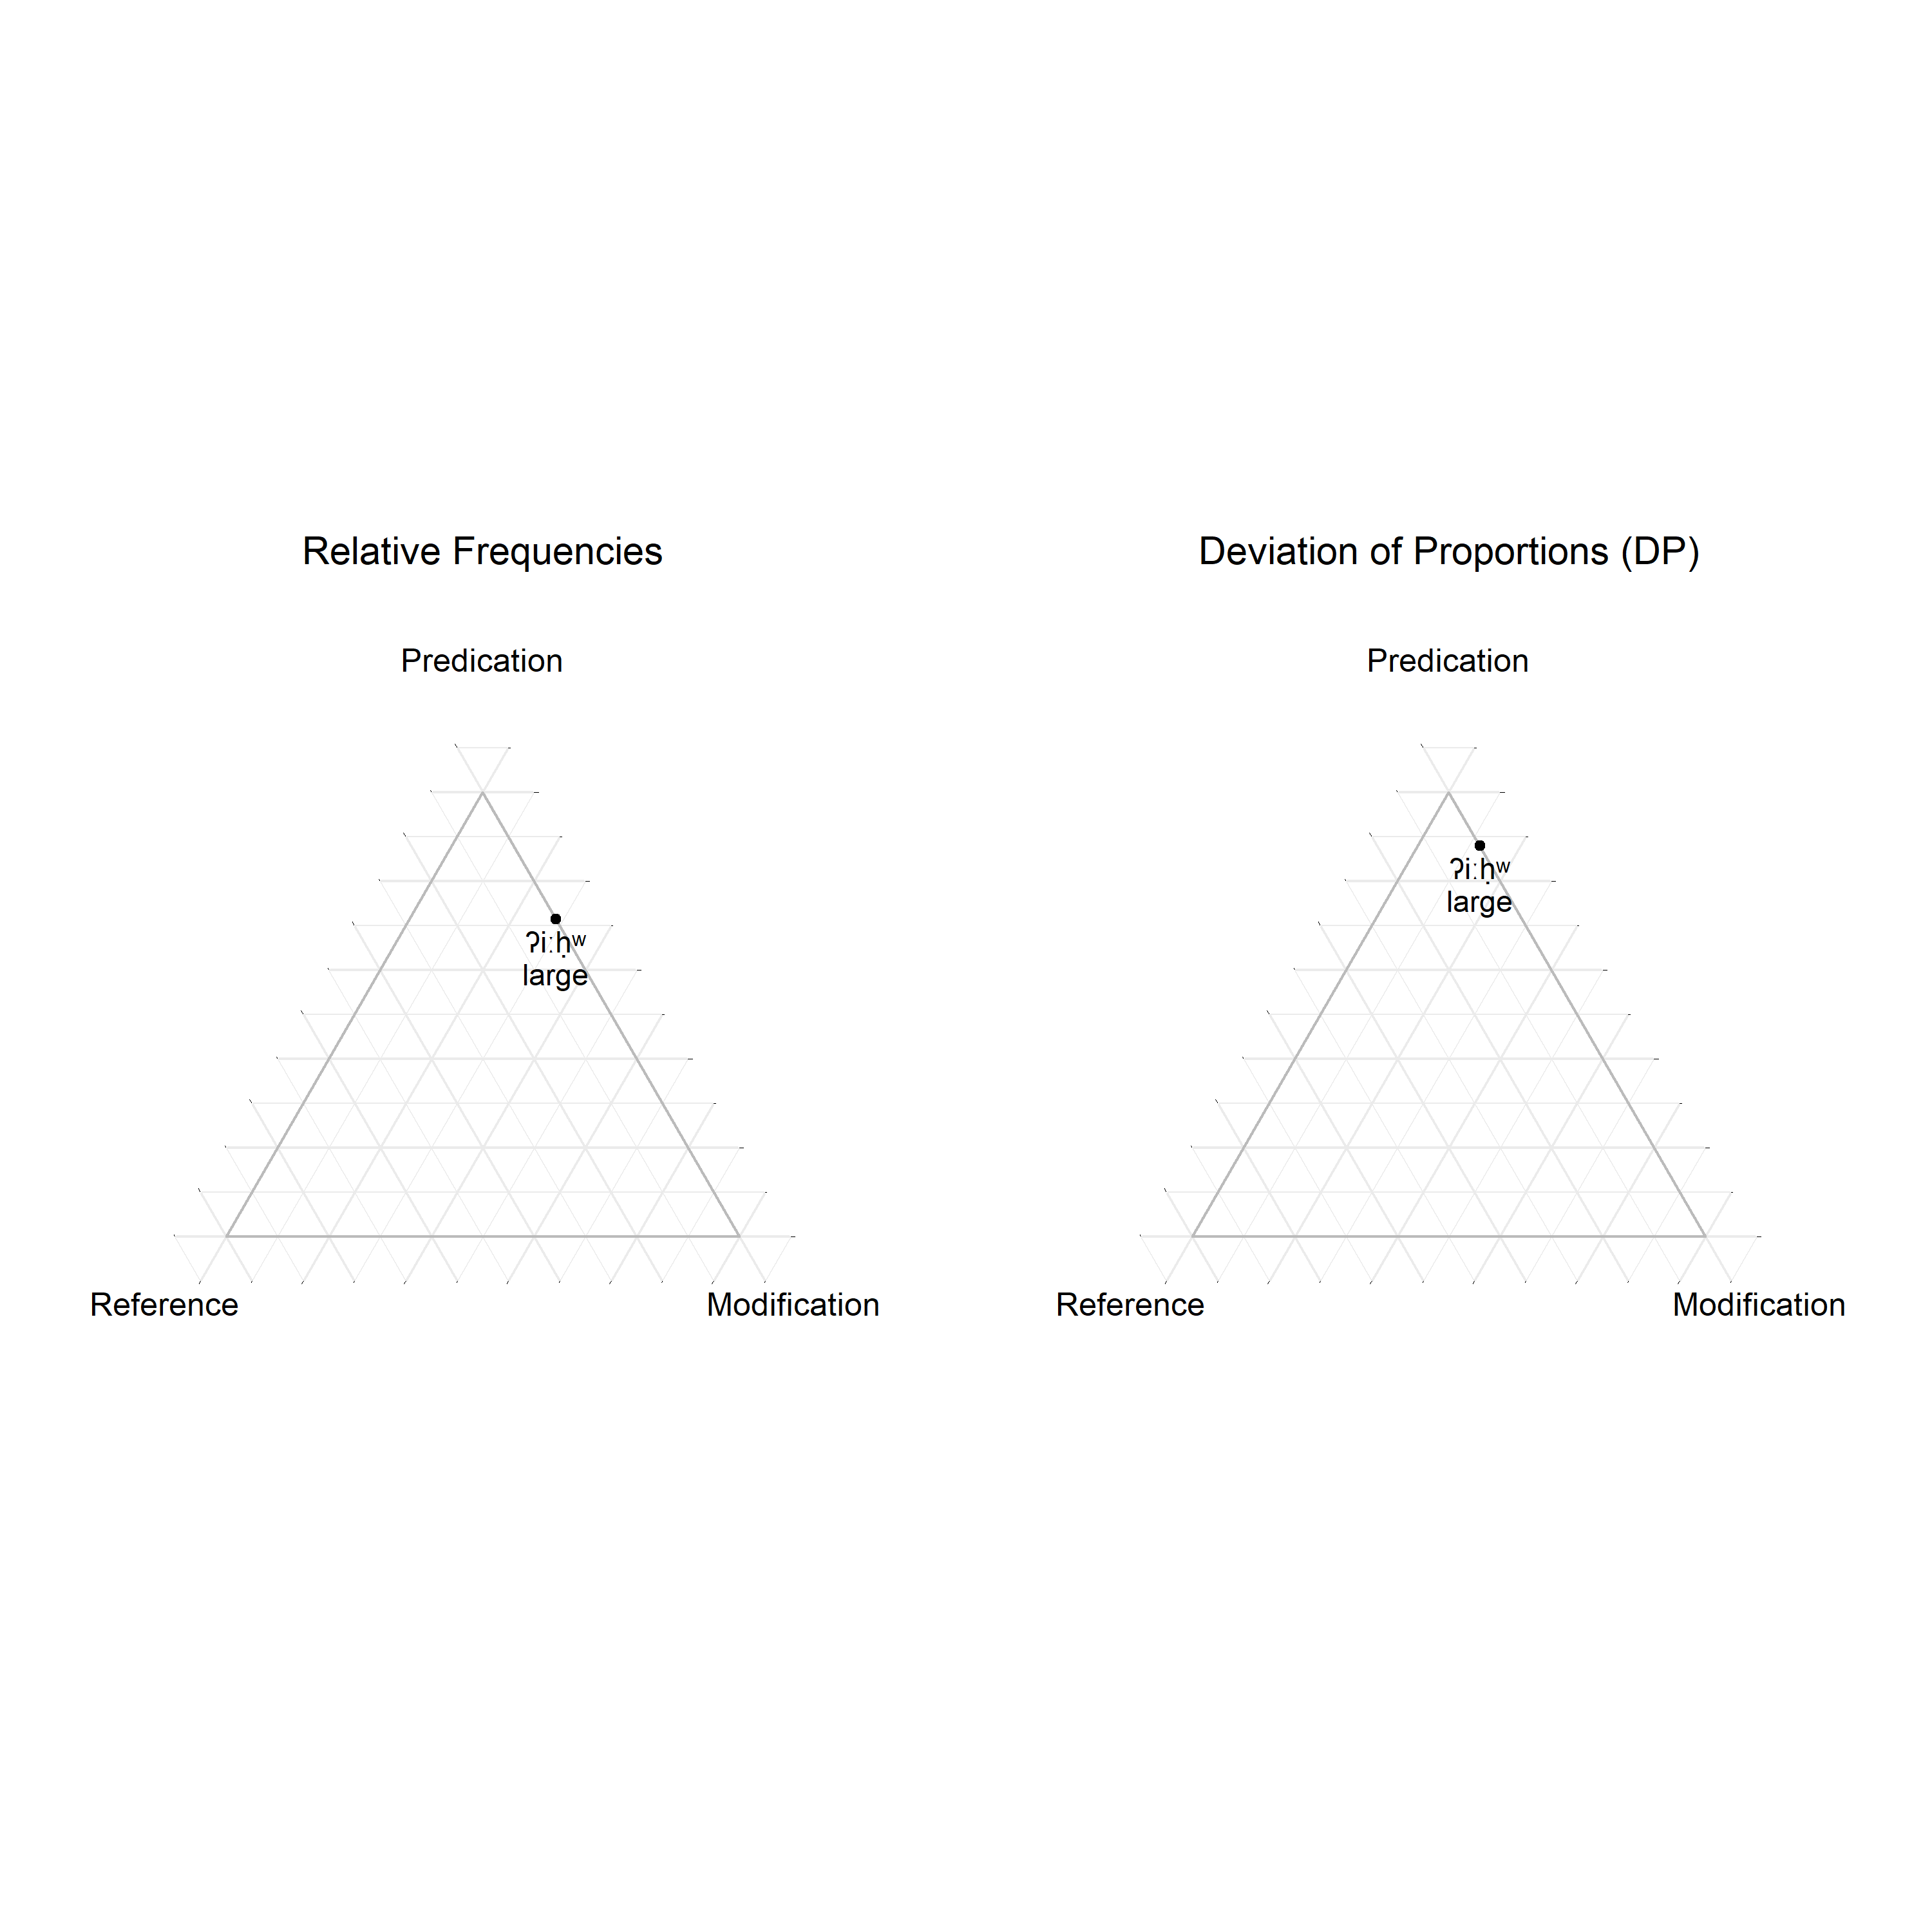 Relative Frequencies
Predication
ʔiːḥʷ
large
Reference
Modification
Deviation of Proportions (DP)
Predication
ʔiːḥʷ
large
Reference
Modification